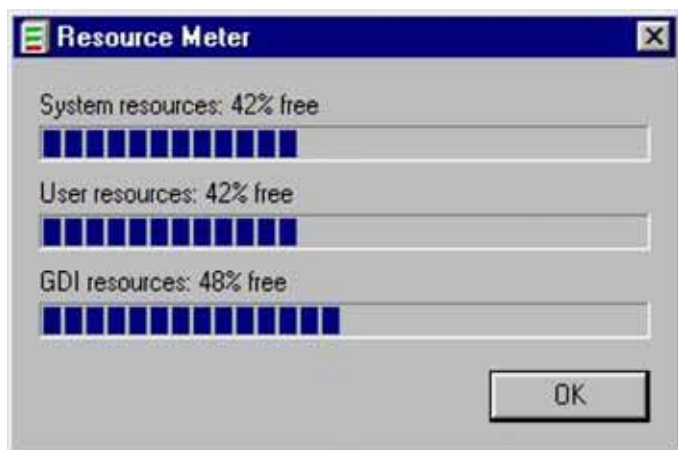 Resource Meter
System resources: 42% free
User resources: 42% free
GDI resources: 48% free
OK